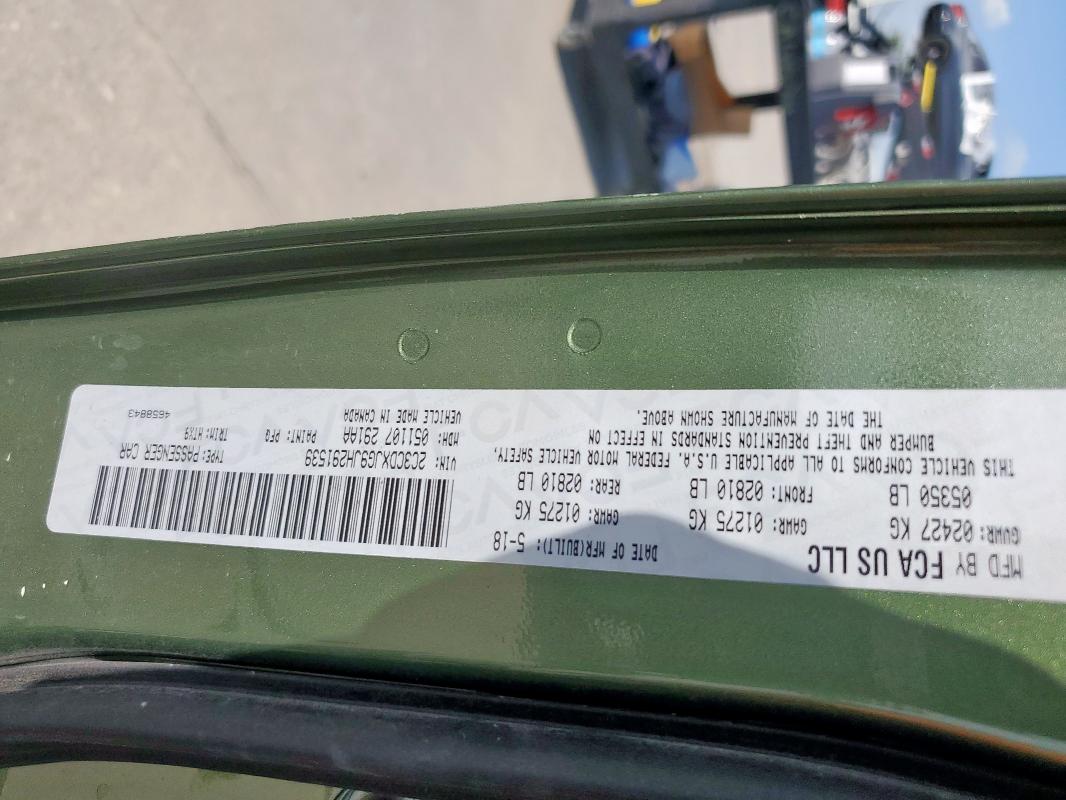 MFD BY FCA US LLC
DATE OF MFR(BUILT): 5-18
GVWR: 02427 KG
GAWR: 01275 KG
GAWR: 01275 KG
05350 LB
FRONT: 02810 LB
REAR: 02810 LB
THIS VEHICLE CONFORMS TO ALL APPLICABLE U.S.A. FEDERAL MOTOR VEHICLE SAFETY,
BUMPER AND THEFT PREVENTION STANDARDS IN EFFECT ON
THE DATE OF MANUFACTURE SHOWN ABOVE.
VIN: 2C3CDXJG9JH291539
TYPE: PASSENGER CAR
MDH: 051107 291AA
PAINT: PFQ
TRIM: HTX9
VEHICLE MADE IN CANADA
4658843